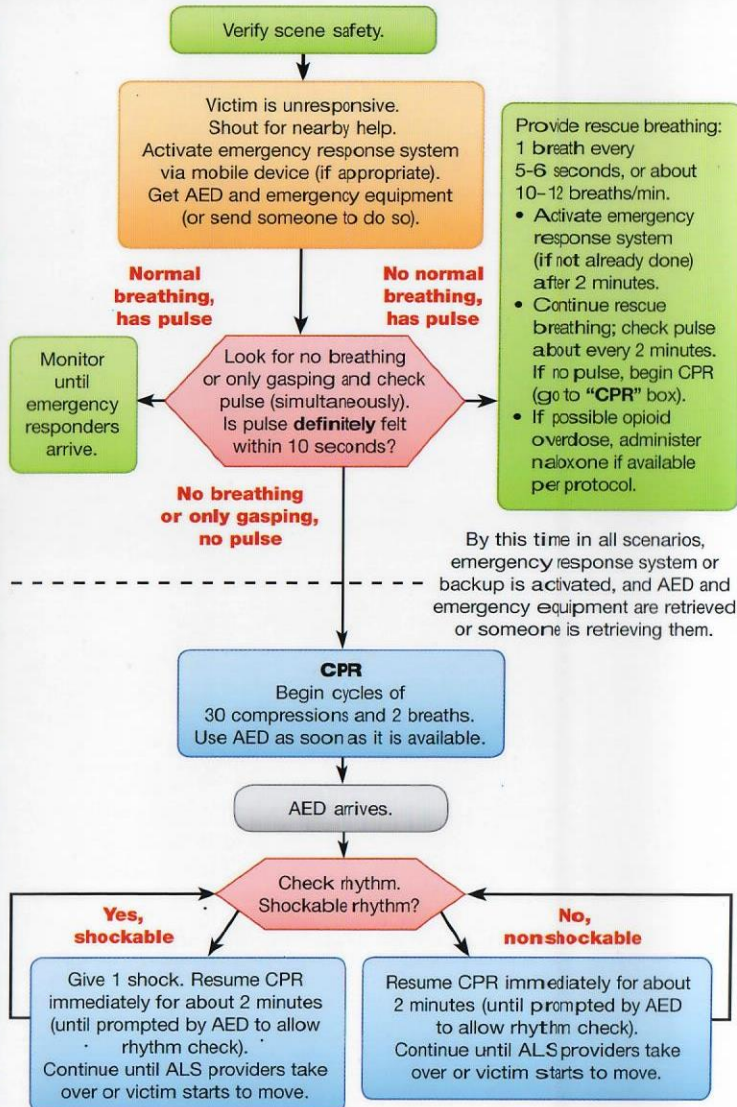 Verify scene safety.
Victim is unresponsive.
Shout for nearby help.
Activate emergency response system
via mobile device (if appropriate).
Get AED and emergency equipment
(or send someone to do so).
Normal
breathing,
has pulse
No normal
breathing,
has pulse
Provide rescue breathing:
1 breath every
5-6 seconds, or about
10-12 breaths/min.
• Activate emergency
response system
(if not already done)
after 2 minutes.
• Continue rescue
breathing; check pulse
about every 2 minutes.
If no pulse, begin CPR
(go to "CPR" box).
• If possible opioid
overdose, administer
naloxone if available
per protocol.
Monitor
until
emergency
responders
arrive.
Look for no breathing
or only gasping and check
pulse (simultaneously).
Is pulse definitely felt
within 10 seconds?
No breathing
or only gasping,
no pulse
By this time in all scenarios,
emergency response system or
backup is activated, and AED and
emergency equipment are retrieved
or someone is retrieving them.
CPR
Begin cycles of
30 compressions and 2 breaths.
Use AED as soon as it is available.
AED arrives.
Check rhythm.
Shockable rhythm?
Yes,
shockable
No,
nonshockable
Give 1 shock. Resume CPR
immediately for about 2 minutes
(until prompted by AED to allow
rhythm check).
Continue until ALS providers take
over or victim starts to move.
Resume CPR immediately for about
2 minutes (until prompted by AED
to allow rhythm check).
Continue until ALS providers take
over or victim starts to move.